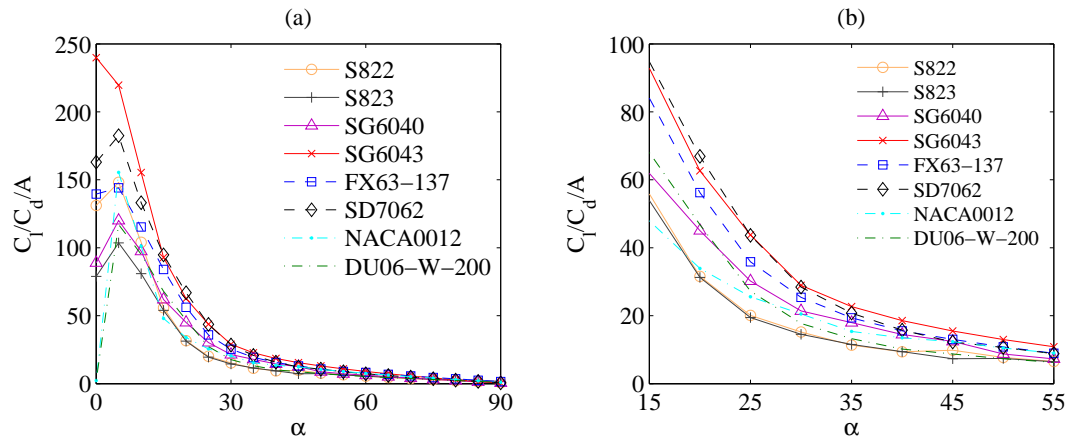 (a)
C_l/C_d/A
250
200
150
100
50
0
0
30
60
90
α
S822
S823
SG6040
SG6043
FX63−137
SD7062
NACA0012
DU06−W−200
(b)
C_l/C_d/A
100
80
60
40
20
0
15
25
35
45
55
α
S822
S823
SG6040
SG6043
FX63−137
SD7062
NACA0012
DU06−W−200